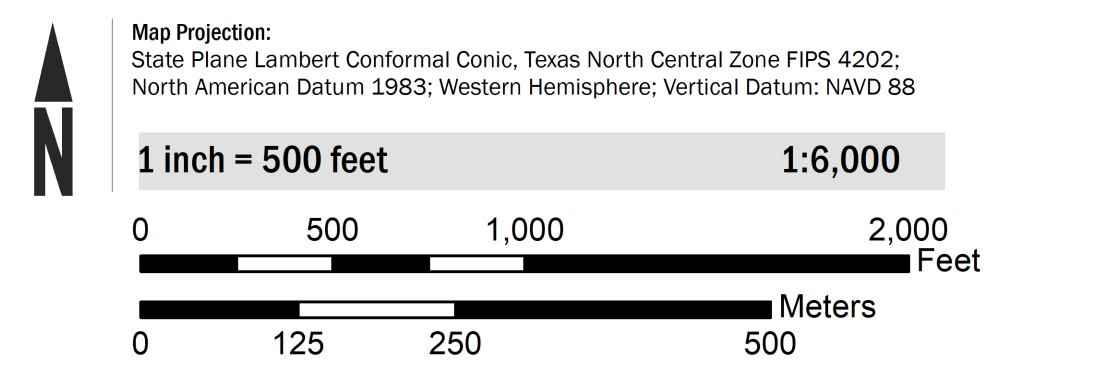 N
Map Projection:
State Plane Lambert Conformal Conic, Texas North Central Zone FIPS 4202;
North American Datum 1983; Western Hemisphere; Vertical Datum: NAVD 88
1 inch = 500 feet 1:6,000
0 500 1,000 2,000
Feet
Meters
0 125 250 500